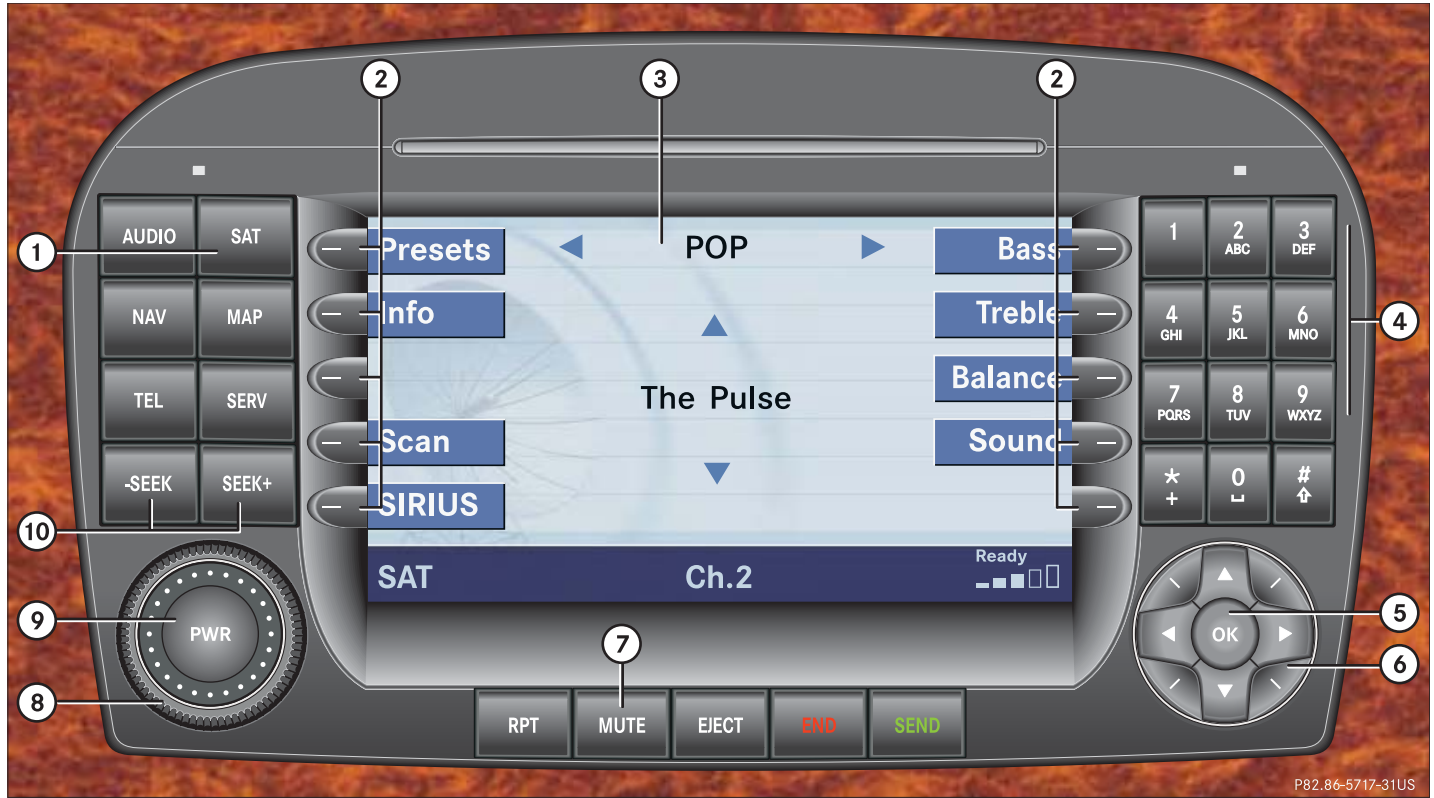 2
3
2
AUDIO
SAT
1
Presets
POP
Bass
1
2
ABC
3
DEF
NAV
MAP
Info
Treble
4
GHI
5
JKL
6
MNO
4
TEL
SERV
The Pulse
Balance
7
PQRS
8
TUV
9
WXYZ
-SEEK
SEEK+
10
Scan
SIRIUS
Sound
*
+
0
#
SAT
Ch.2
Ready
9
PWR
8
7
OK
5
6
RPT
MUTE
EJECT
END
SEND
P82.86-5717-31US